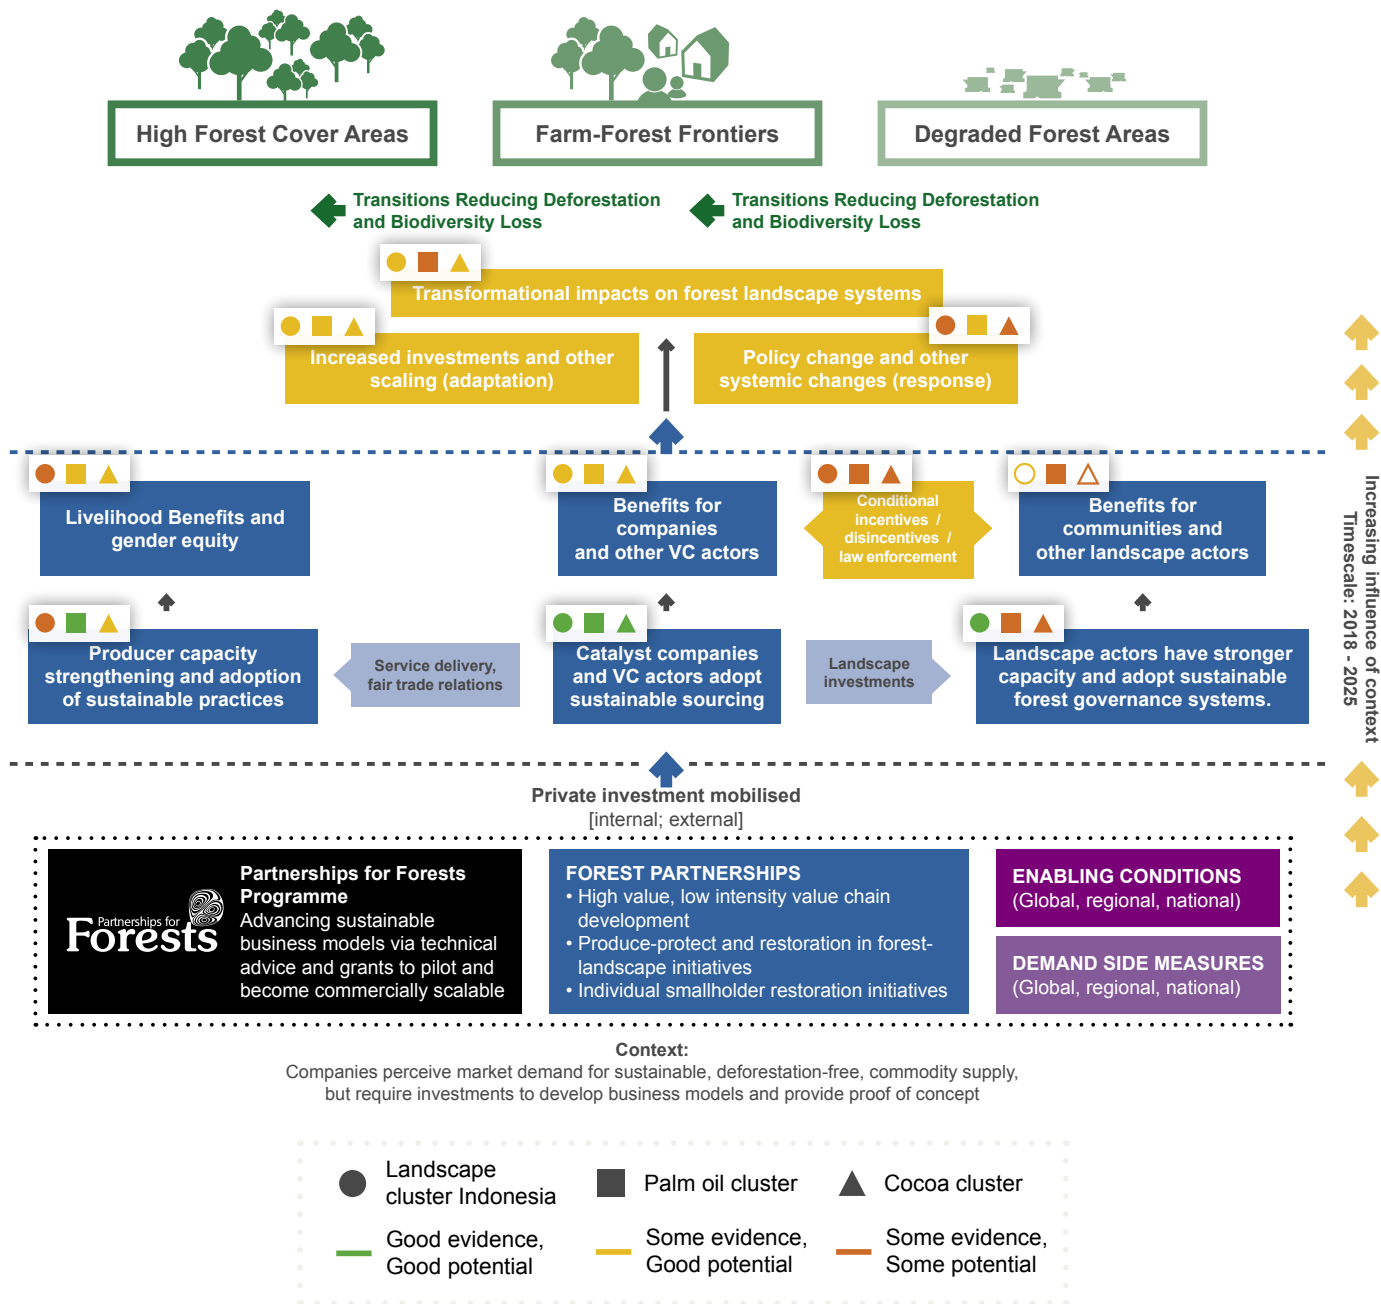 High Forest Cover Areas
Farm-Forest Frontiers
Degraded Forest Areas
Transitions Reducing Deforestation
and Biodiversity Loss
Transitions Reducing Deforestation
and Biodiversity Loss
Transformational impacts on forest landscape systems
Increased investments and other
scaling (adaptation)
Policy change and other
systemic changes (response)
Livelihood Benefits and
gender equity
Benefits for
companies
and other VC actors
Conditional
incentives /
disincentives /
law enforcement
Benefits for
communities and
other landscape actors
Producer capacity
strengthening and adoption
of sustainable practices
Service delivery,
fair trade relations
Catalyst companies
and VC actors adopt
sustainable sourcing
Landscape
investments
Landscape actors have stronger
capacity and adopt sustainable
forest governance systems.
Increasing influence of context
Timescale: 2018 - 2025
Private investment mobilised
[internal; external]
Partnerships for
Forests
Partnerships for Forests
Programme
Advancing sustainable
business models via technical
advice and grants to pilot and
become commercially scalable
FOREST PARTNERSHIPS
• High value, low intensity value chain
development
• Produce-protect and restoration in forest-
landscape initiatives
• Individual smallholder restoration initiatives
ENABLING CONDITIONS
(Global, regional, national)
DEMAND SIDE MEASURES
(Global, regional, national)
Context:
Companies perceive market demand for sustainable, deforestation-free, commodity supply,
but require investments to develop business models and provide proof of concept
Landscape
cluster Indonesia
Palm oil cluster
Cocoa cluster
Good evidence,
Good potential
Some evidence,
Good potential
Some evidence,
Some potential